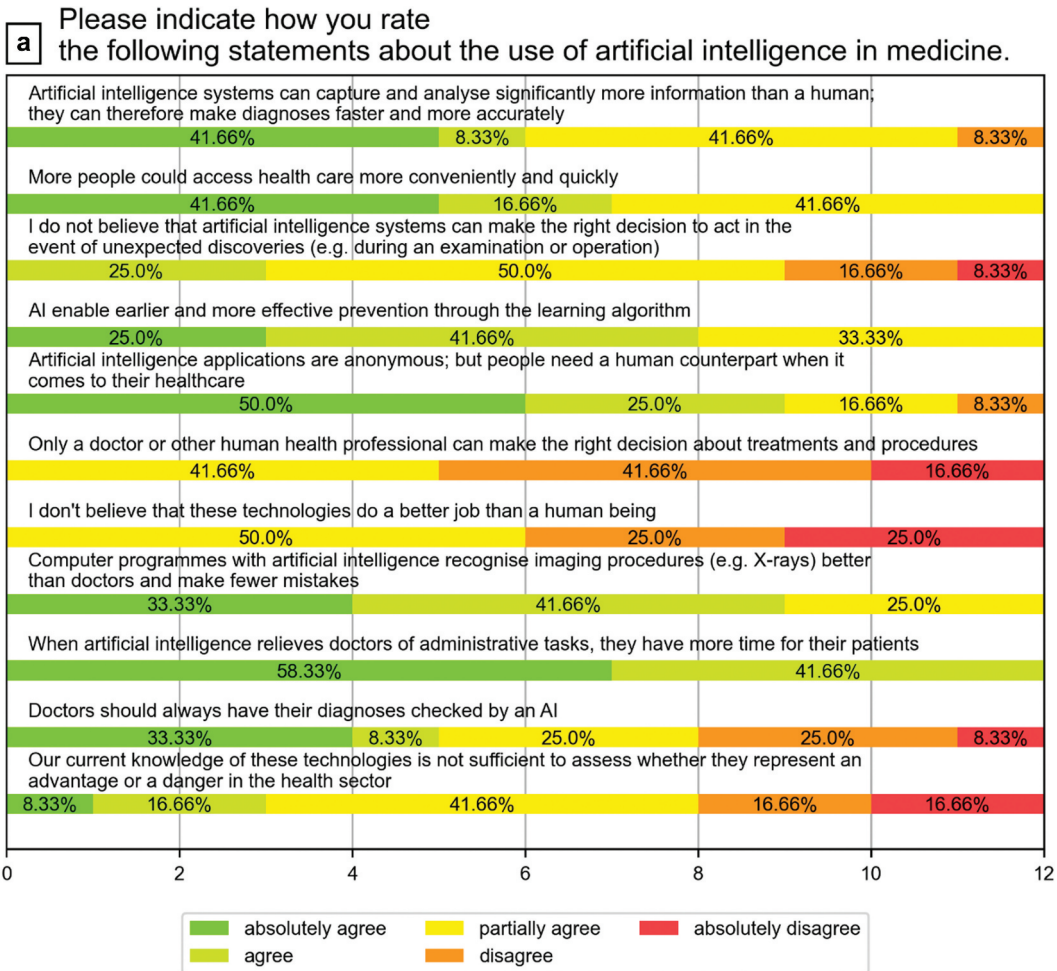 a
Please indicate how you rate
the following statements about the use of artificial intelligence in medicine.
Artificial intelligence systems can capture and analyse significantly more information than a human;
they can therefore make diagnoses faster and more accurately
41.66% 8.33% 41.66% 8.33%
More people could access health care more conveniently and quickly
41.66% 16.66% 41.66%
I do not believe that artificial intelligence systems can make the right decision to act in the
event of unexpected discoveries (e.g. during an examination or operation)
25.0% 50.0% 16.66% 8.33%
AI enable earlier and more effective prevention through the learning algorithm
25.0% 41.66% 33.33%
Artificial intelligence applications are anonymous; but people need a human counterpart when it
comes to their healthcare
50.0% 25.0% 16.66% 8.33%
Only a doctor or other human health professional can make the right decision about treatments and procedures
41.66% 41.66% 16.66%
I don't believe that these technologies do a better job than a human being
50.0% 25.0% 25.0%
Computer programmes with artificial intelligence recognise imaging procedures (e.g. X-rays) better
than doctors and make fewer mistakes
33.33% 41.66% 25.0%
When artificial intelligence relieves doctors of administrative tasks, they have more time for their patients
58.33% 41.66%
Doctors should always have their diagnoses checked by an AI
33.33% 8.33% 25.0% 25.0% 8.33%
Our current knowledge of these technologies is not sufficient to assess whether they represent an
advantage or a danger in the health sector
8.33% 16.66% 41.66% 16.66% 16.66%
0 2 4 6 8 10 12
absolutely agree partially agree absolutely disagree
agree disagree